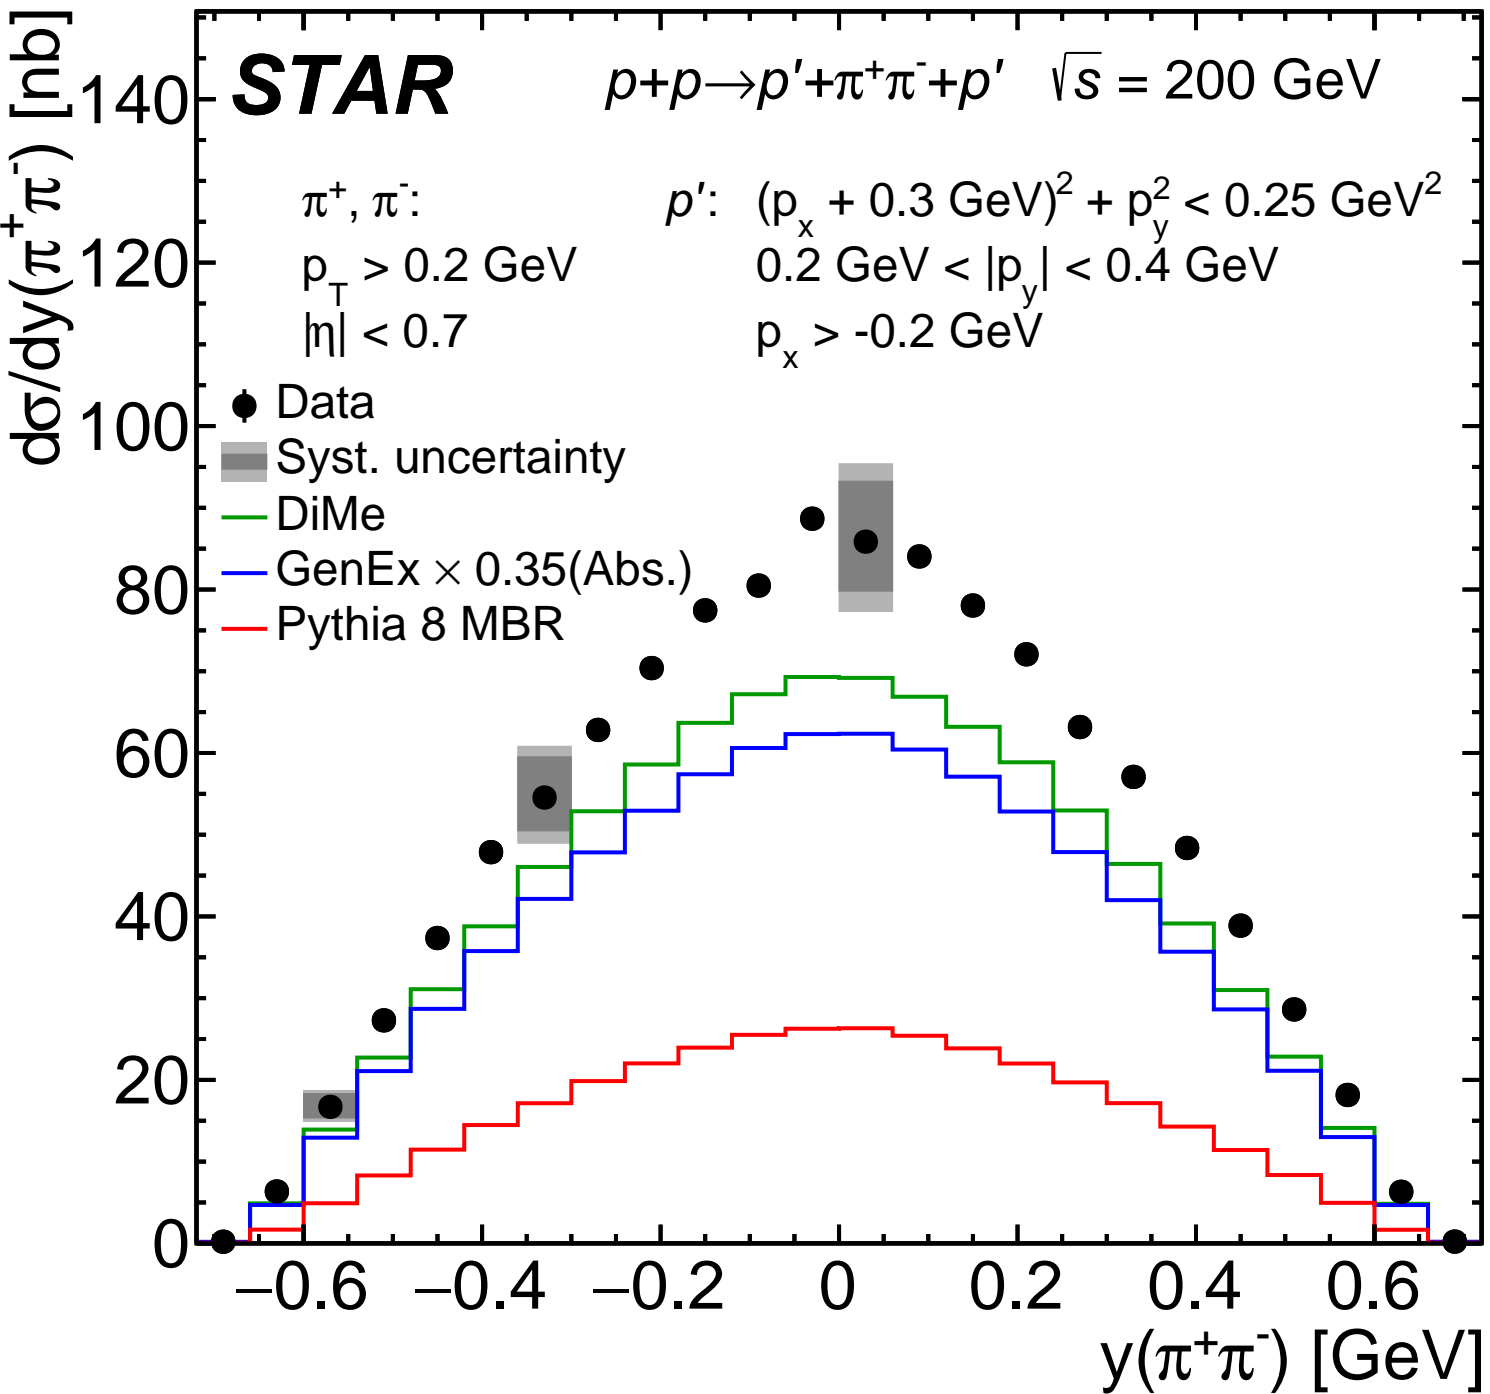 dσ/dy(π⁺π⁻) [nb]
STAR p+p→p′+π⁺π⁻+p′ √s = 200 GeV
π⁺, π⁻: p′: (pₓ + 0.3 GeV)² + p_y² < 0.25 GeV²
p_T > 0.2 GeV 0.2 GeV < |p_y| < 0.4 GeV
|η| < 0.7 pₓ > -0.2 GeV
Data
Syst. uncertainty
DiMe
GenEx × 0.35(Abs.)
Pythia 8 MBR
140
120
100
80
60
40
20
0
−0.6 −0.4 −0.2 0 0.2 0.4 0.6
y(π⁺π⁻) [GeV]